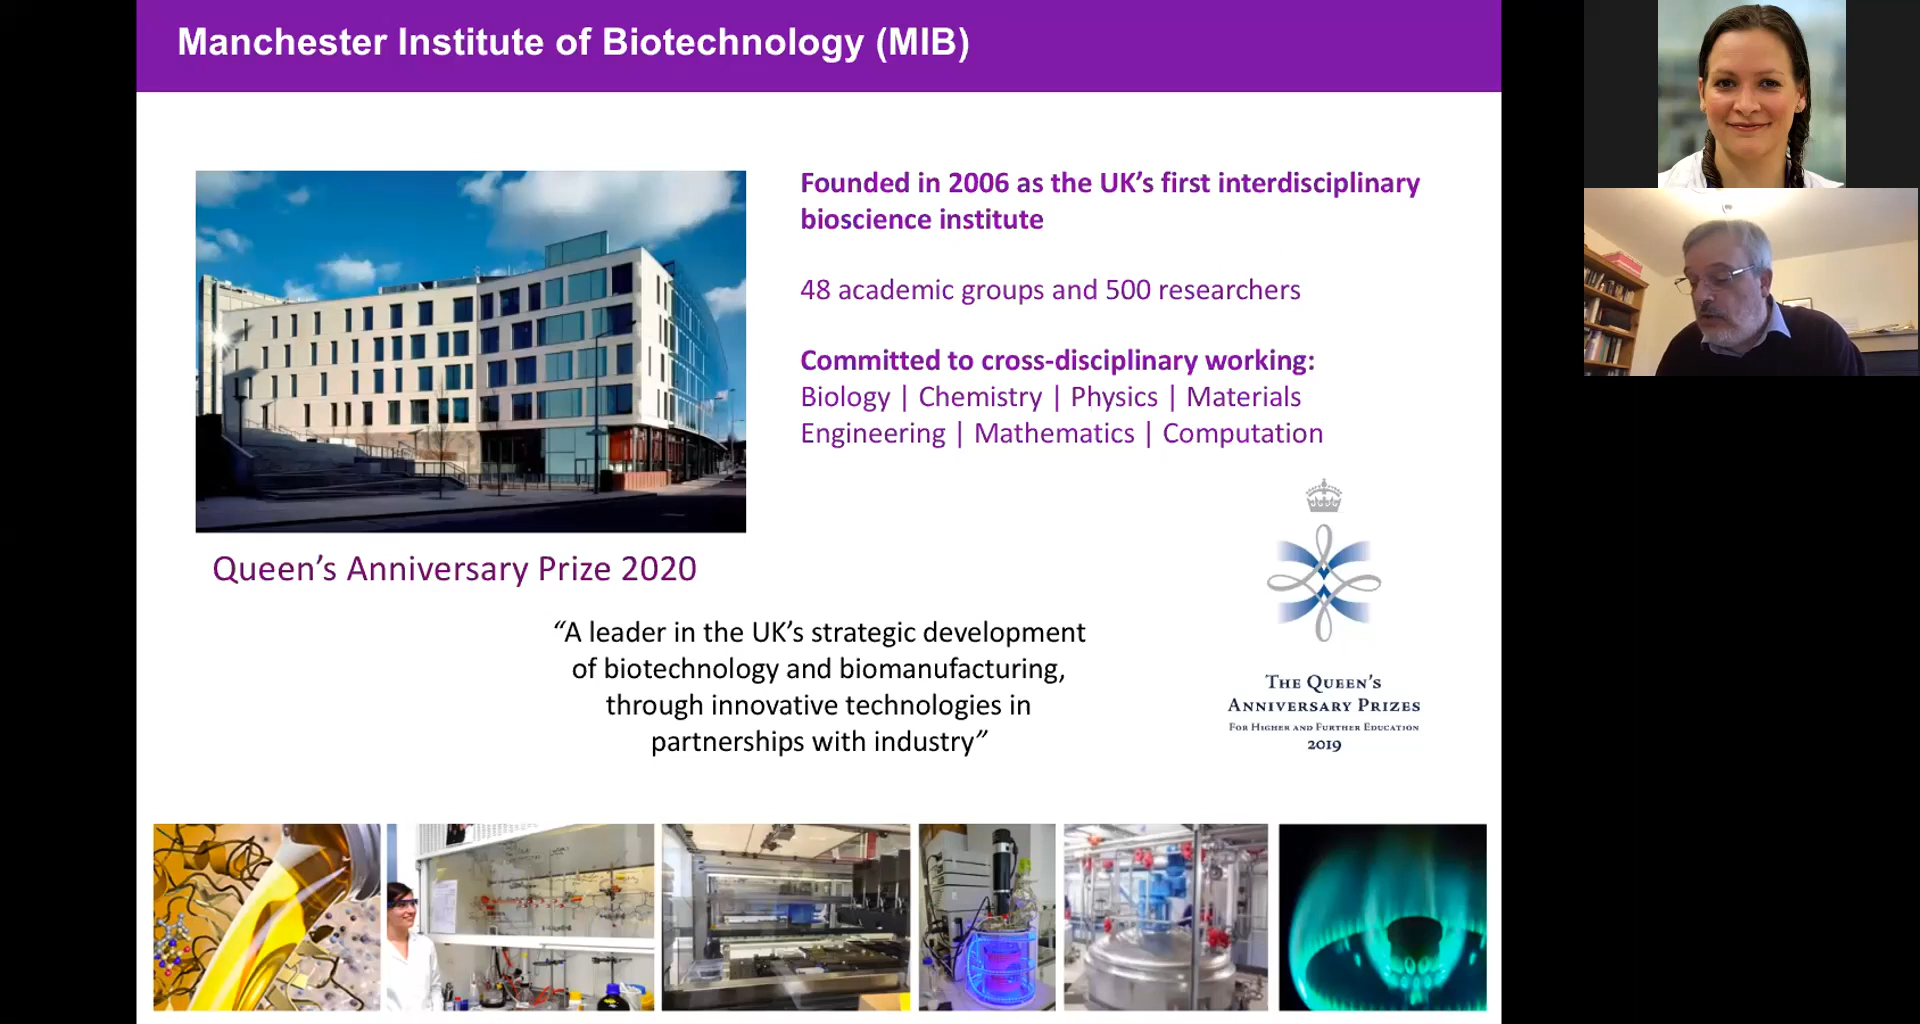 Manchester Institute of Biotechnology (MIB)
Founded in 2006 as the UK’s first interdisciplinary
bioscience institute
48 academic groups and 500 researchers
Committed to cross-disciplinary working:
Biology | Chemistry | Physics | Materials
Engineering | Mathematics | Computation
Queen’s Anniversary Prize 2020
“A leader in the UK’s strategic development
of biotechnology and biomanufacturing,
through innovative technologies in
partnerships with industry”
THE QUEEN’S
ANNIVERSARY PRIZES
FOR HIGHER AND FURTHER EDUCATION
2019